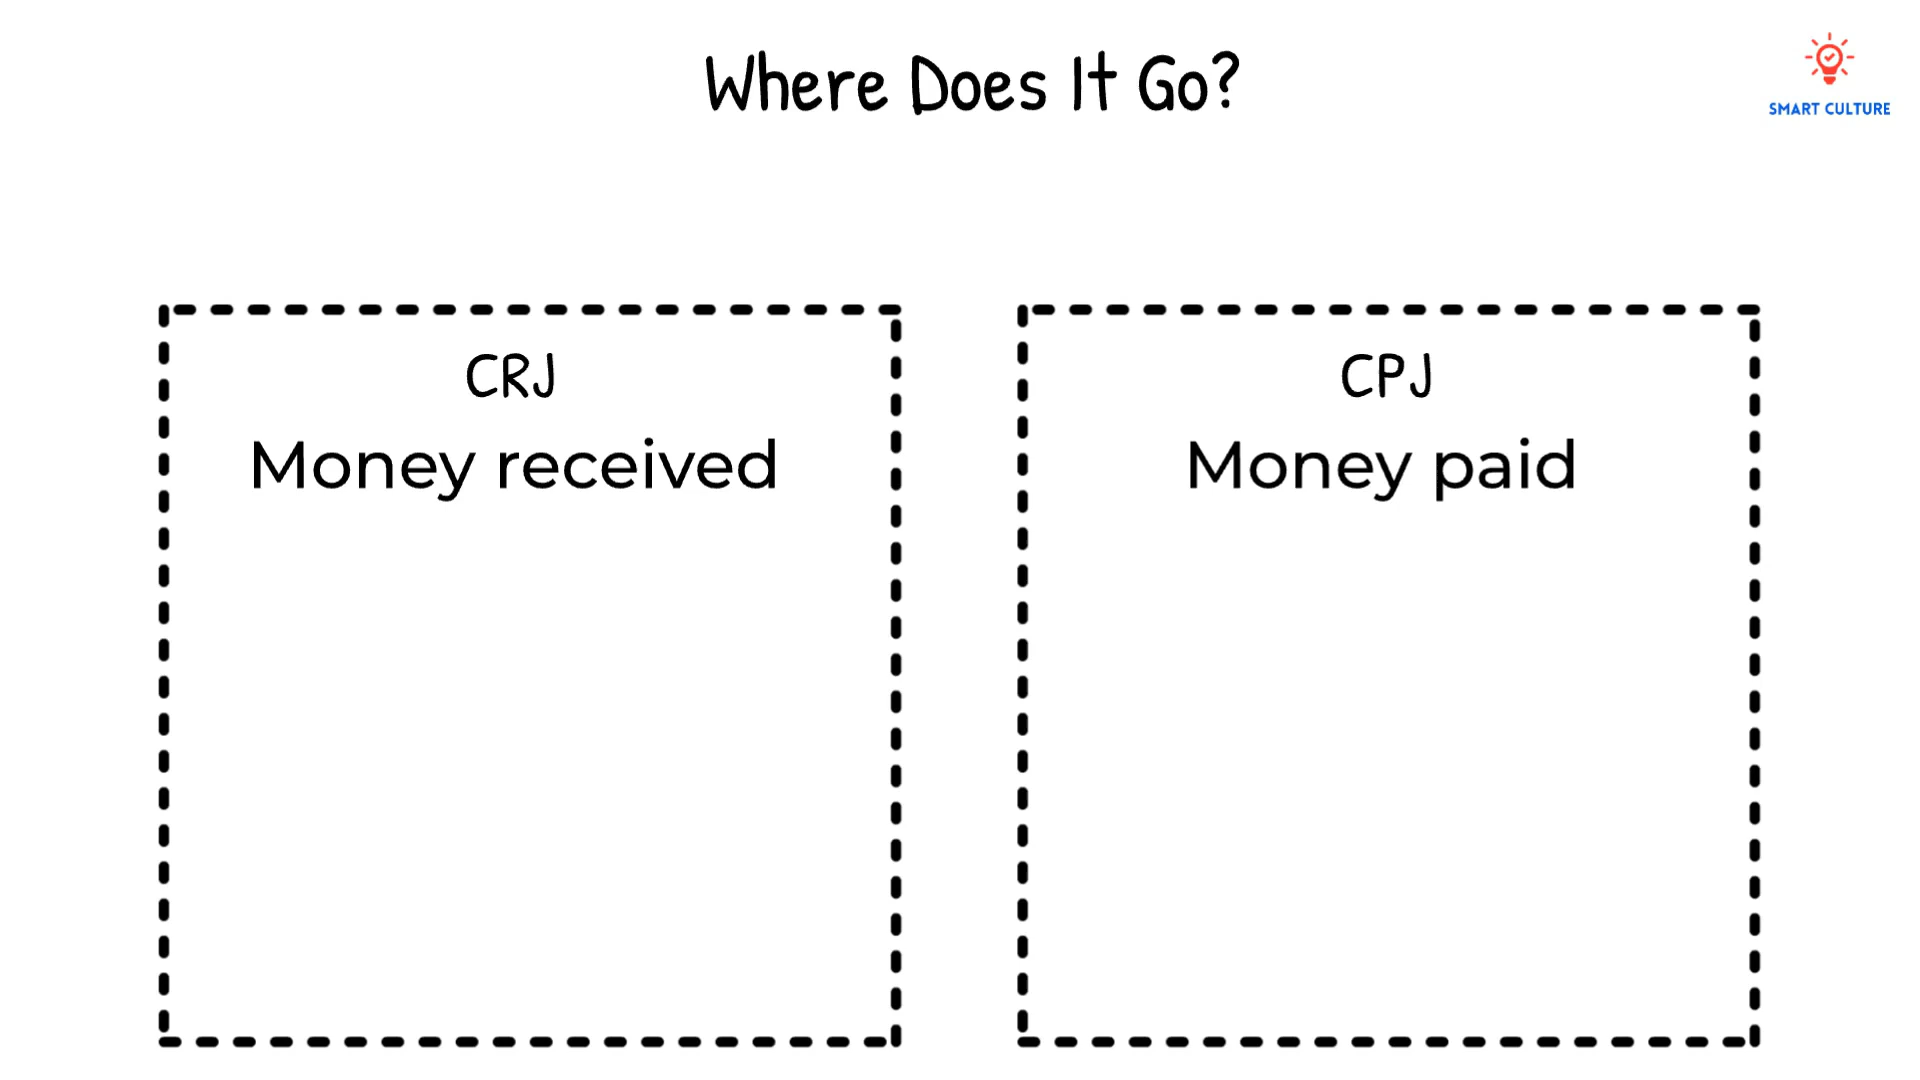 Where Does It Go?
SMART CULTURE
CRJ
Money received
CPJ
Money paid